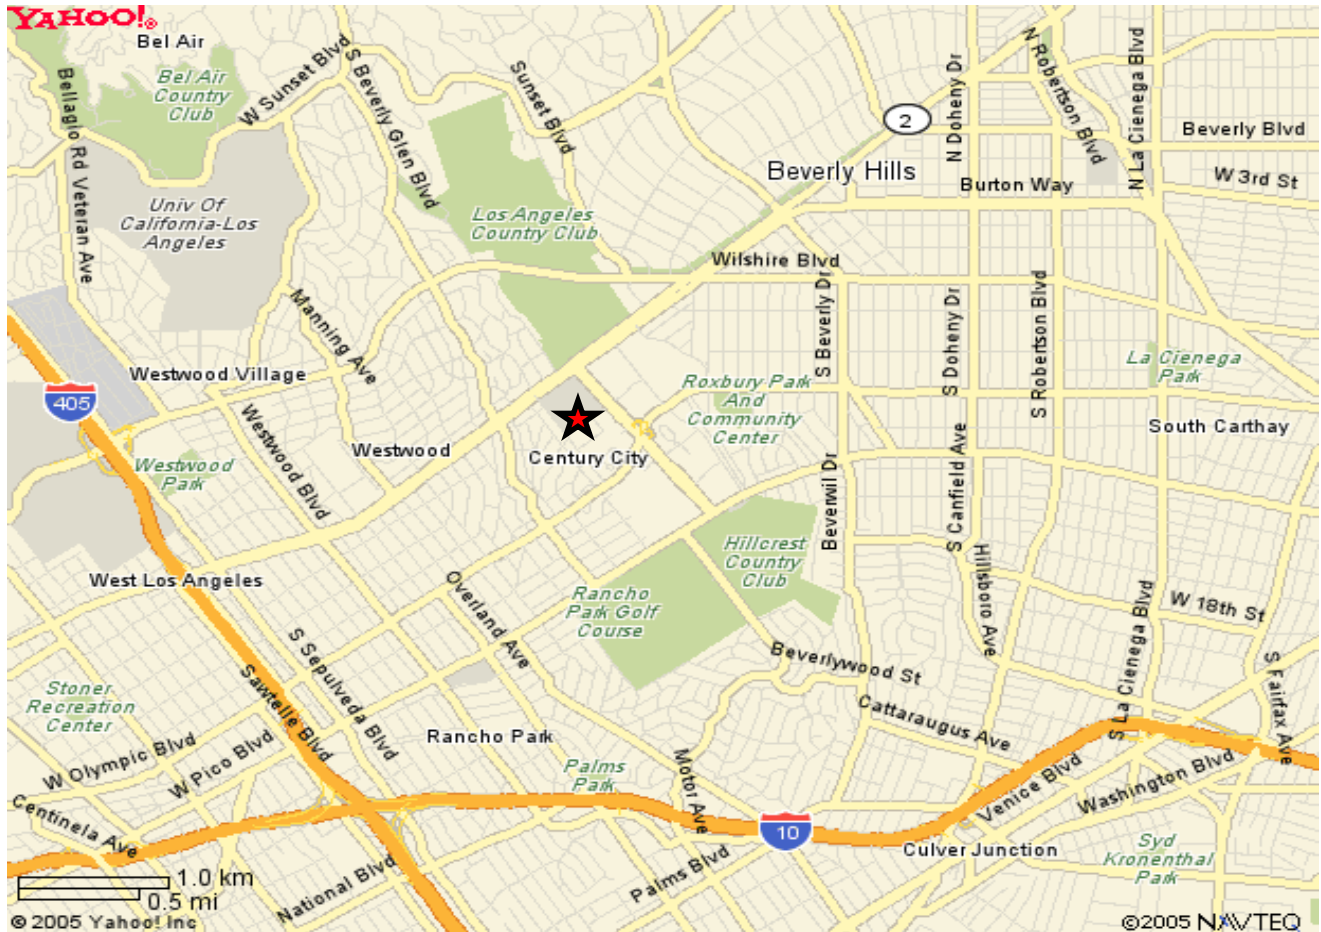 YAHOO!®
Bel Air
Bel Air
Country
Club
W Sunset Blvd
S Beverly Glen Blvd
Sunset Blvd
N Doheny Dr
N Robertson Blvd
N La Cienega Blvd
2
Beverly Blvd
W 3rd St
Bellagio Rd
Veteran Ave
Beverly Hills
Burton Way
Univ Of
California-Los
Angeles
Los Angeles
Country Club
Wilshire Blvd
Manning Ave
S Beverly Dr
S Doheny Dr
S Robertson Blvd
La Cienega
Park
Westwood Village
405
Roxbury Park
And
Community
Center
South Carthay
Westwood Blvd
Westwood
Century City
Westwood
Park
Beverwil Dr
S Canfield Ave
Hillcrest
Country
Club
Hillsboro Ave
West Los Angeles
Overland Ave
Rancho
Park Golf
Course
S La Cienega Blvd
W 18th St
S Sepulveda Blvd
Beverlywood St
S Fairfax Ave
Stoner
Recreation
Center
Sawtelle Blvd
Cattaraugus Ave
W Olympic Blvd
W Pico Blvd
Rancho Park
Palms
Park
Motor Ave
Venice Blvd
Washington Blvd
Centinela Ave
10
Culver Junction
Syd
Kronenthal
Park
National Blvd
Palms Blvd
1.0 km
0.5 mi
© 2005 Yahoo! Inc
©2005 NAVTEQ